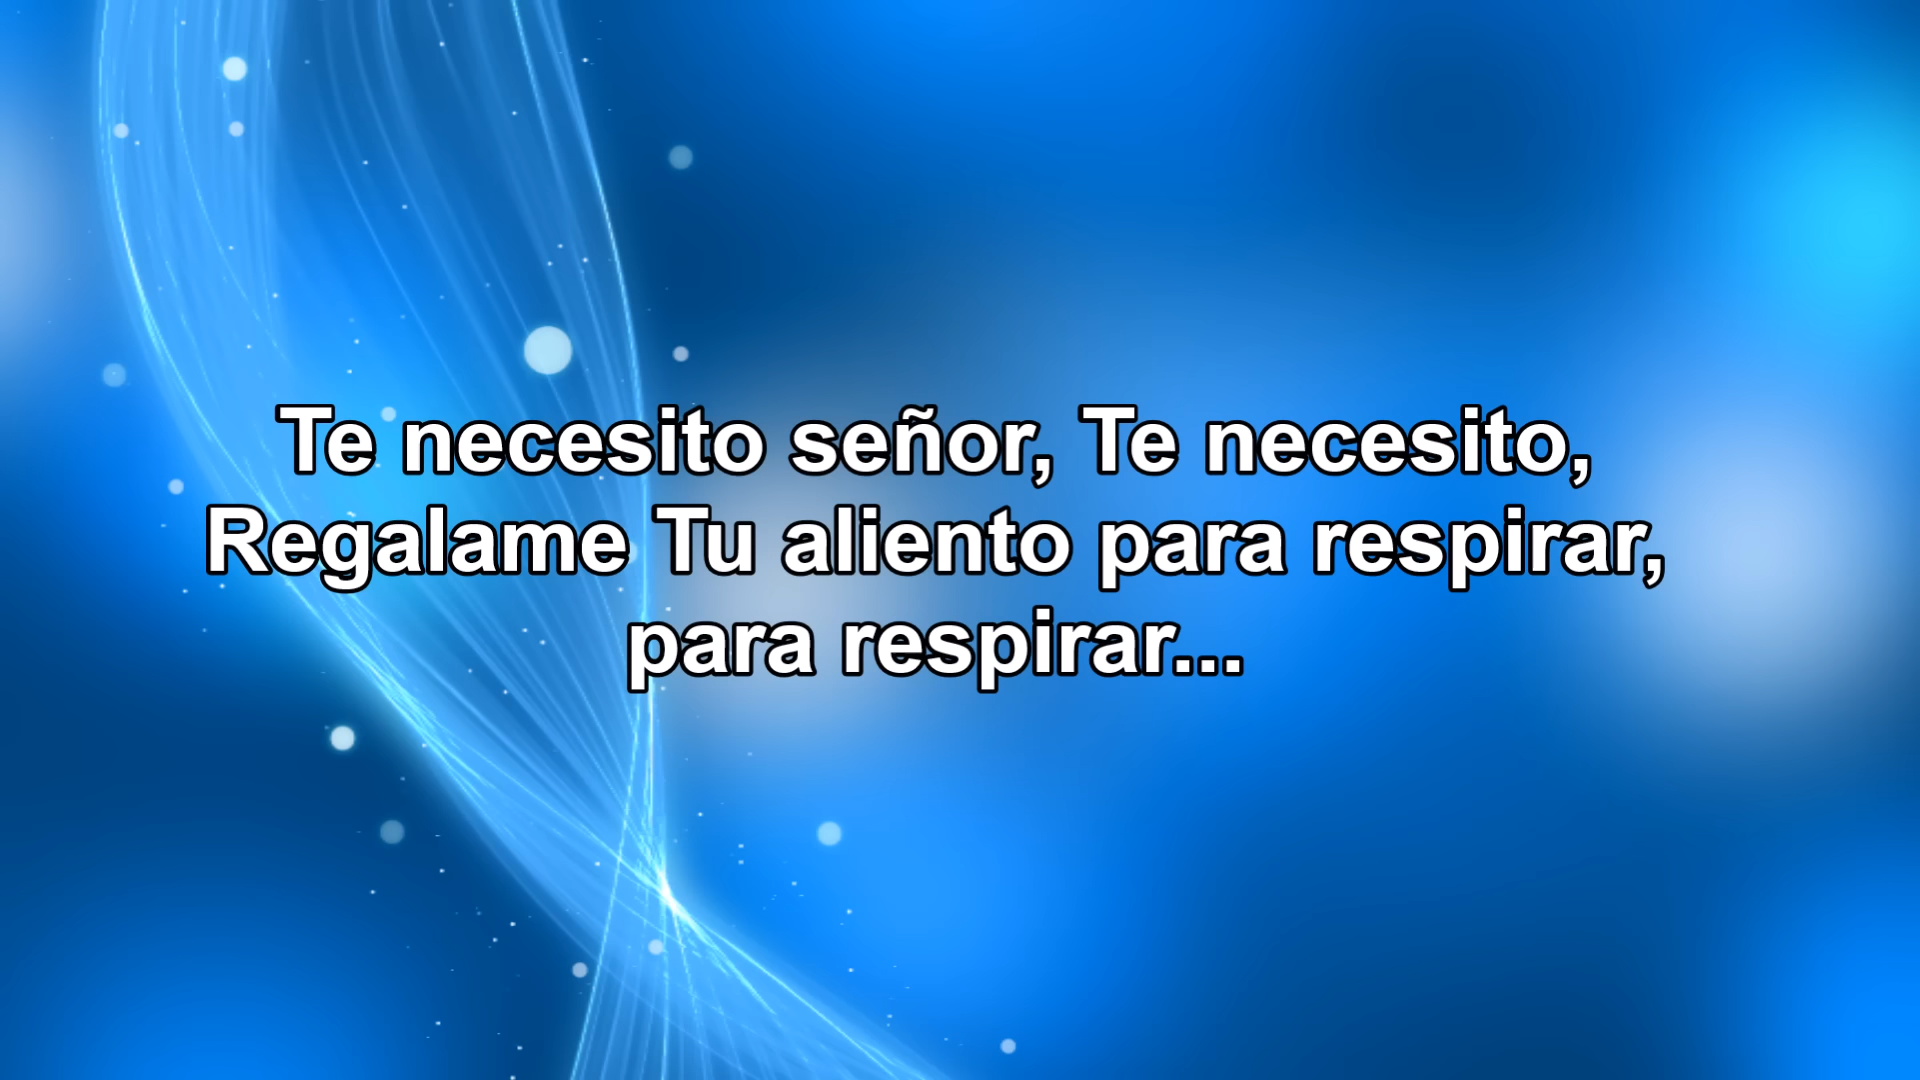 Te necesito señor, Te necesito,
Regalame Tu aliento para respirar,
para respirar...